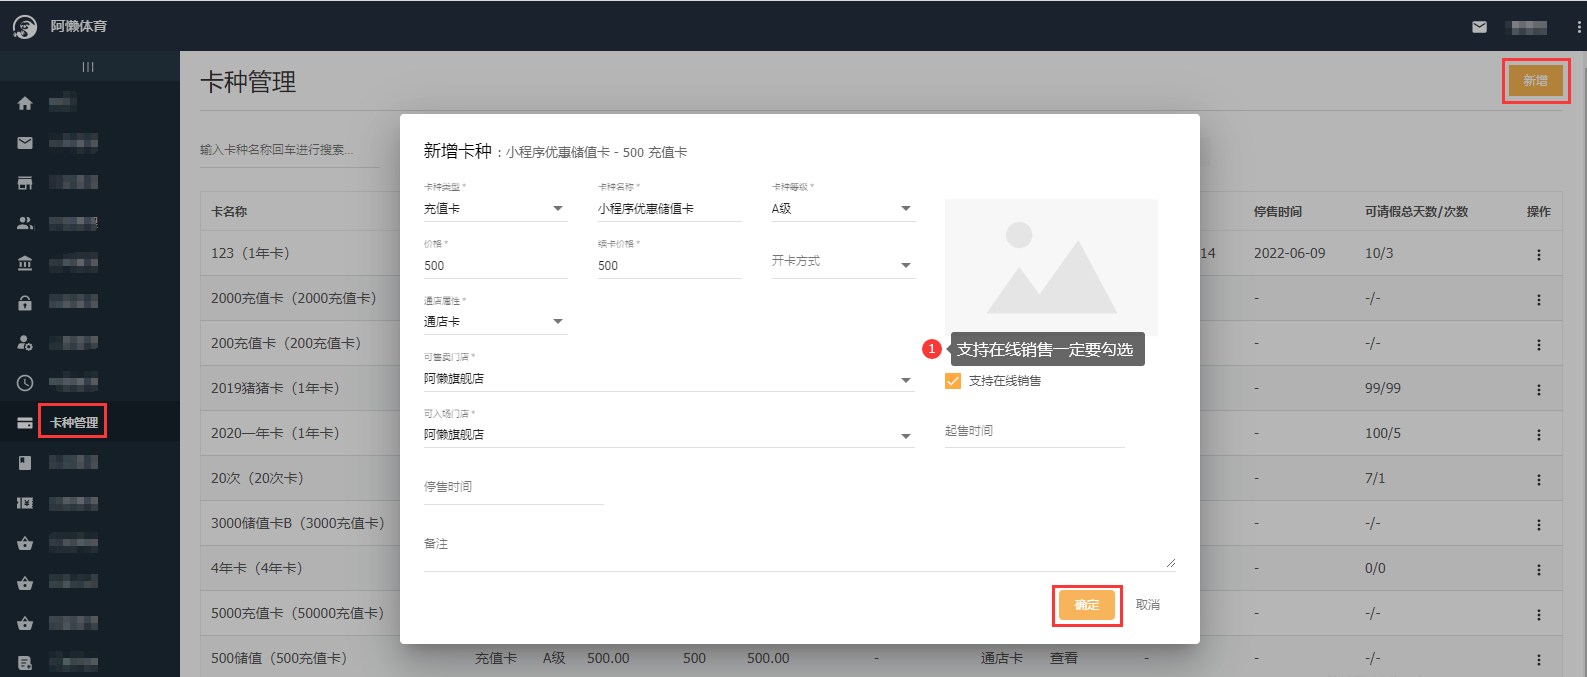 阿懒体育
卡种管理
新增
输入卡种名称回车进行搜索...
卡名称
停售时间
可请假总天数/次数
操作
123（1年卡）
14
2022-06-09
10/3
2000充值卡（2000充值卡）
-
-/-
200充值卡（200充值卡）
-
-/-
2019猪猪卡（1年卡）
-
99/99
2020一年卡（1年卡）
-
100/5
20次（20次卡）
-
7/1
3000储值卡B（3000充值卡）
-
-/-
4年卡（4年卡）
-
0/0
5000充值卡（50000充值卡）
-
-/-
500储值（500充值卡）
充值卡
A级
500.00
500
500.00
-
通店卡
查看
-
-
-/-
卡种管理
新增卡种：小程序优惠储值卡 - 500 充值卡
卡种类型 *
充值卡
卡种名称 *
小程序优惠储值卡
卡种等级 *
A级
价格 *
500
续卡价格 *
500
开卡方式
通店属性 *
通店卡
1 支持在线销售一定要勾选
可售卖门店 *
阿懒旗舰店
支持在线销售
可入场门店 *
阿懒旗舰店
起售时间
停售时间
备注
确定
取消